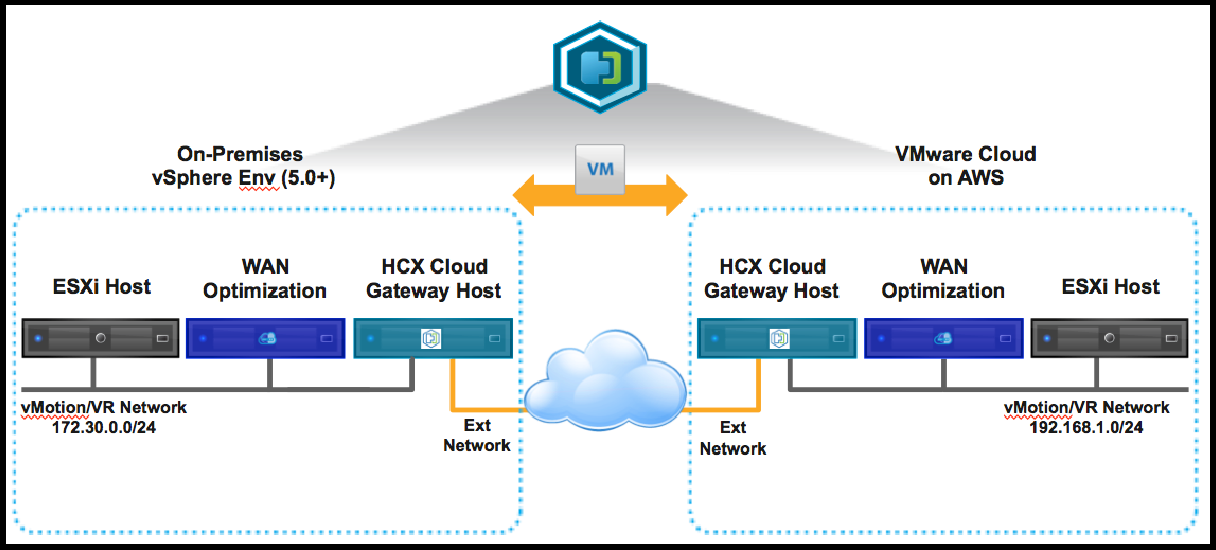 On-Premises
vSphere Env (5.0+)
VM
VMware Cloud
on AWS
ESXi Host
WAN
Optimization
HCX Cloud
Gateway Host
HCX Cloud
Gateway Host
WAN
Optimization
ESXi Host
vMotion/VR Network
172.30.0.0/24
Ext
Network
Ext
Network
vMotion/VR Network
192.168.1.0/24